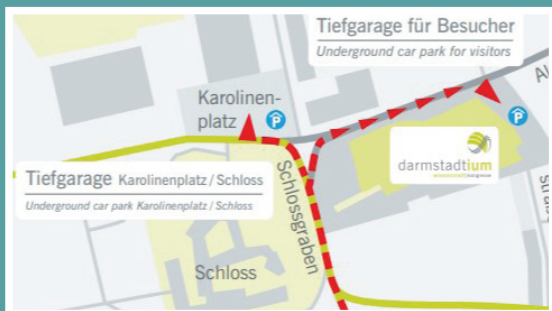 Tiefgarage für Besucher
Underground car park for visitors
Karolinen-
platz
P
P
darmstadtium
Tiefgarage Karolinenplatz / Schloss
Underground car park Karolinenplatz / Schloss
Schlossgraben
Schloss